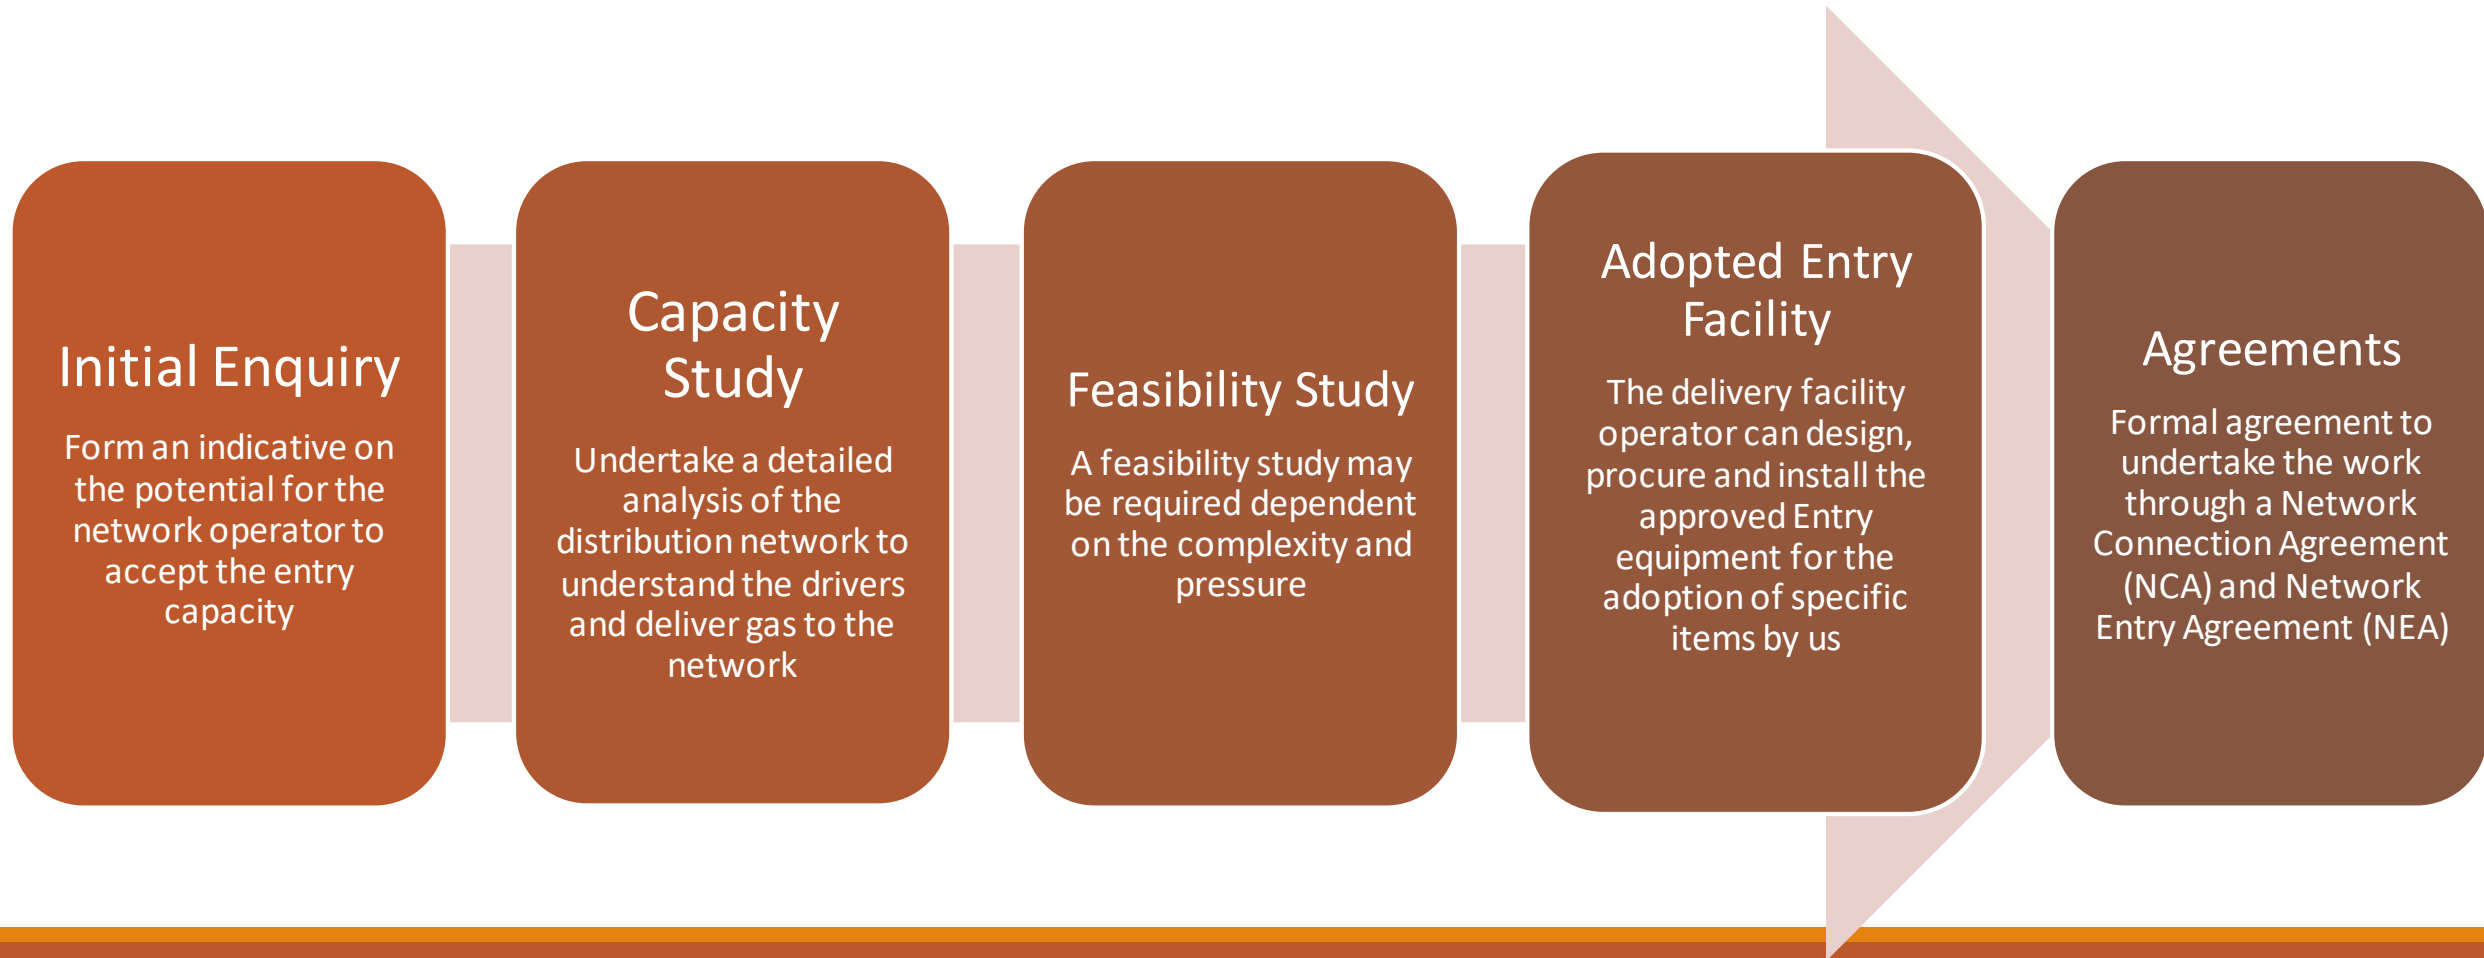 Initial Enquiry
Form an indicative on
the potential for the
network operator to
accept the entry
capacity
Capacity
Study
Undertake a detailed
analysis of the
distribution network to
understand the drivers
and deliver gas to the
network
Feasibility Study
A feasibility study may
be required dependent
on the complexity and
pressure
Adopted Entry
Facility
The delivery facility
operator can design,
procure and install the
approved Entry
equipment for the
adoption of specific
items by us
Agreements
Formal agreement to
undertake the work
through a Network
Connection Agreement
(NCA) and Network
Entry Agreement (NEA)